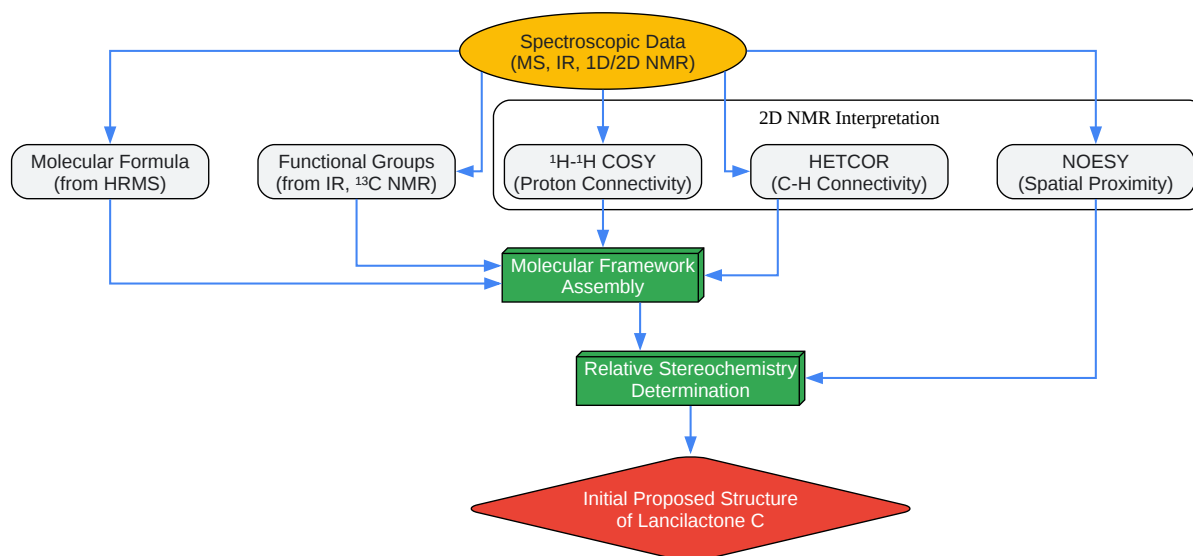 Spectroscopic Data
(MS, IR, 1D/2D NMR)
2D NMR Interpretation
Molecular Formula
(from HRMS)
Functional Groups
(from IR, ¹³C NMR)
¹H-¹H COSY
(Proton Connectivity)
HETCOR
(C-H Connectivity)
NOESY
(Spatial Proximity)
Molecular Framework
Assembly
Relative Stereochemistry
Determination
Initial Proposed Structure
of Lancilactone C